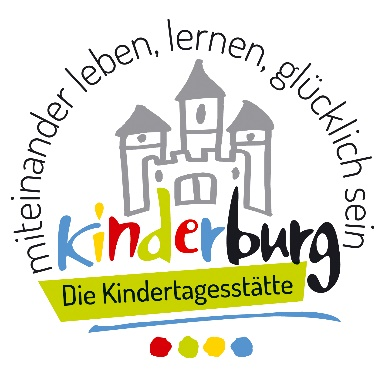 miteinander leben, lernen, glücklich sein
kinderburg
Die Kindertagesstätte